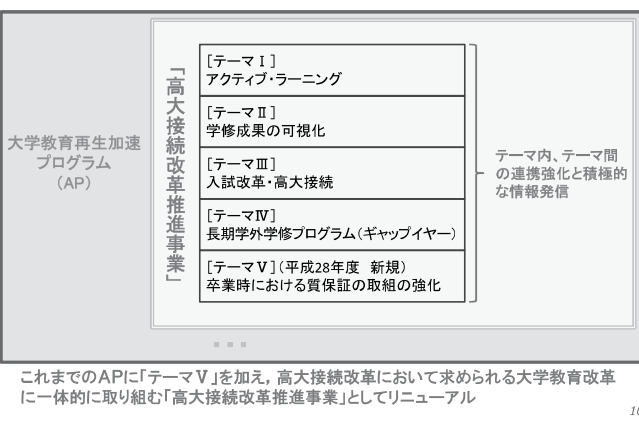 大学教育再生加速
プログラム
（AP）
「高大接続改革推進事業」
［テーマⅠ］
アクティブ・ラーニング
［テーマⅡ］
学修成果の可視化
［テーマⅢ］
入試改革・高大接続
［テーマⅣ］
長期学外学修プログラム（ギャップイヤー）
［テーマⅤ］（平成28年度　新規）
卒業時における質保証の取組の強化
テーマ内、テーマ間
の連携強化と積極的
な情報発信
これまでのAPに「テーマⅤ」を加え，高大接続改革において求められる大学教育改革
に一体的に取り組む「高大接続改革推進事業」としてリニューアル